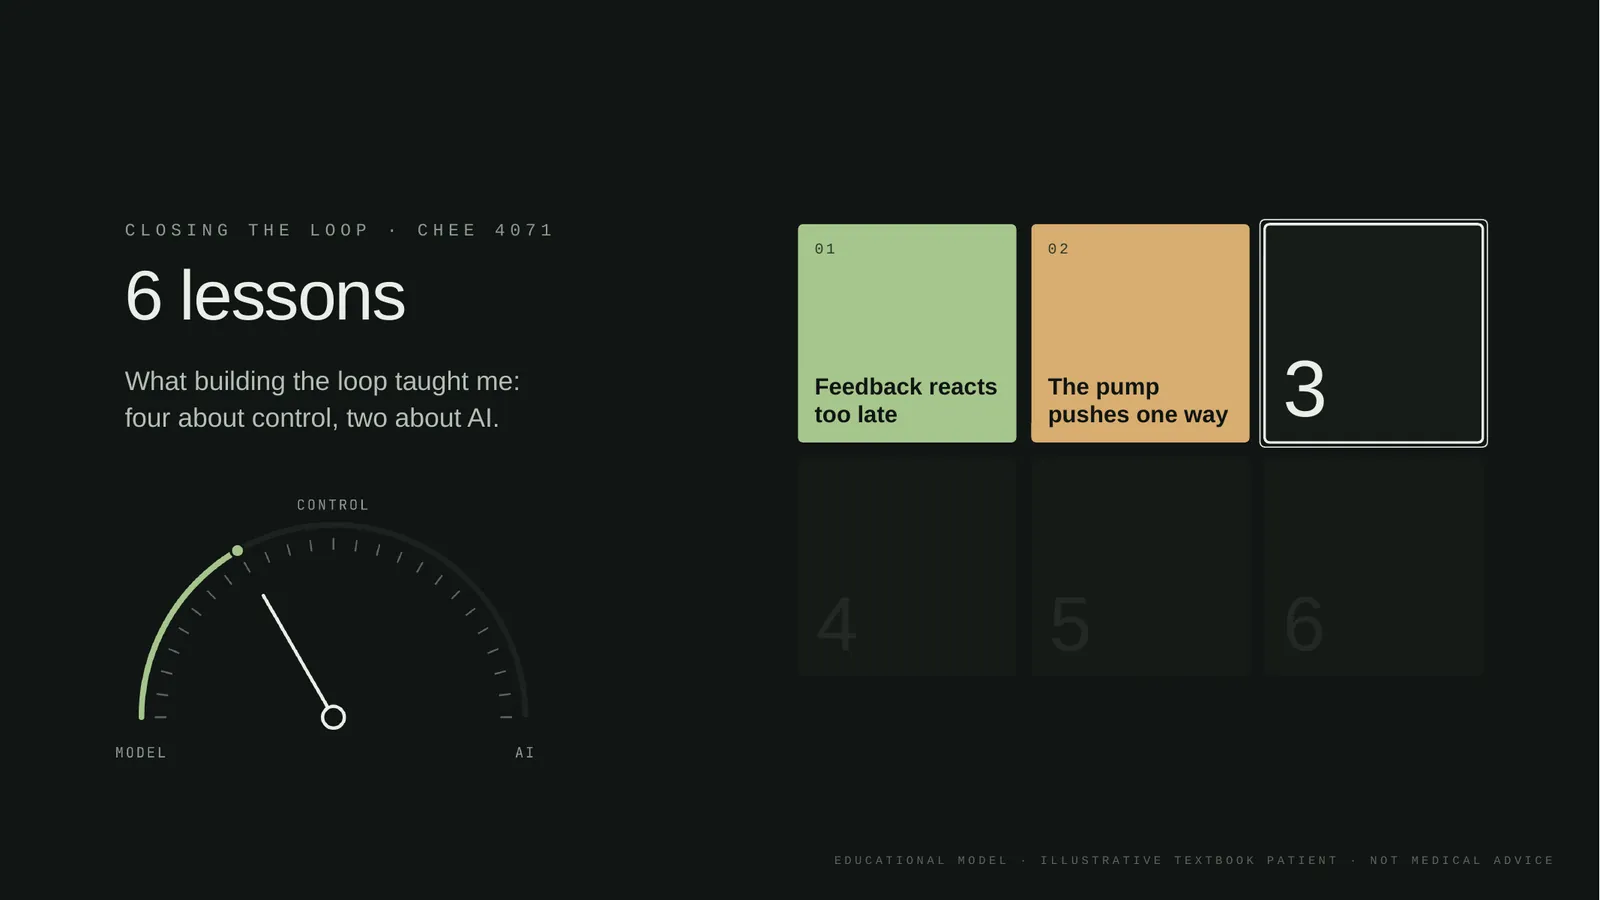 CLOSING THE LOOP · CHEE 4071
6 lessons
What building the loop taught me:
four about control, two about AI.
CONTROL
MODEL
AI
01
Feedback reacts
too late
02
The pump
pushes one way
3
4
5
6
EDUCATIONAL MODEL · ILLUSTRATIVE TEXTBOOK PATIENT · NOT MEDICAL ADVICE